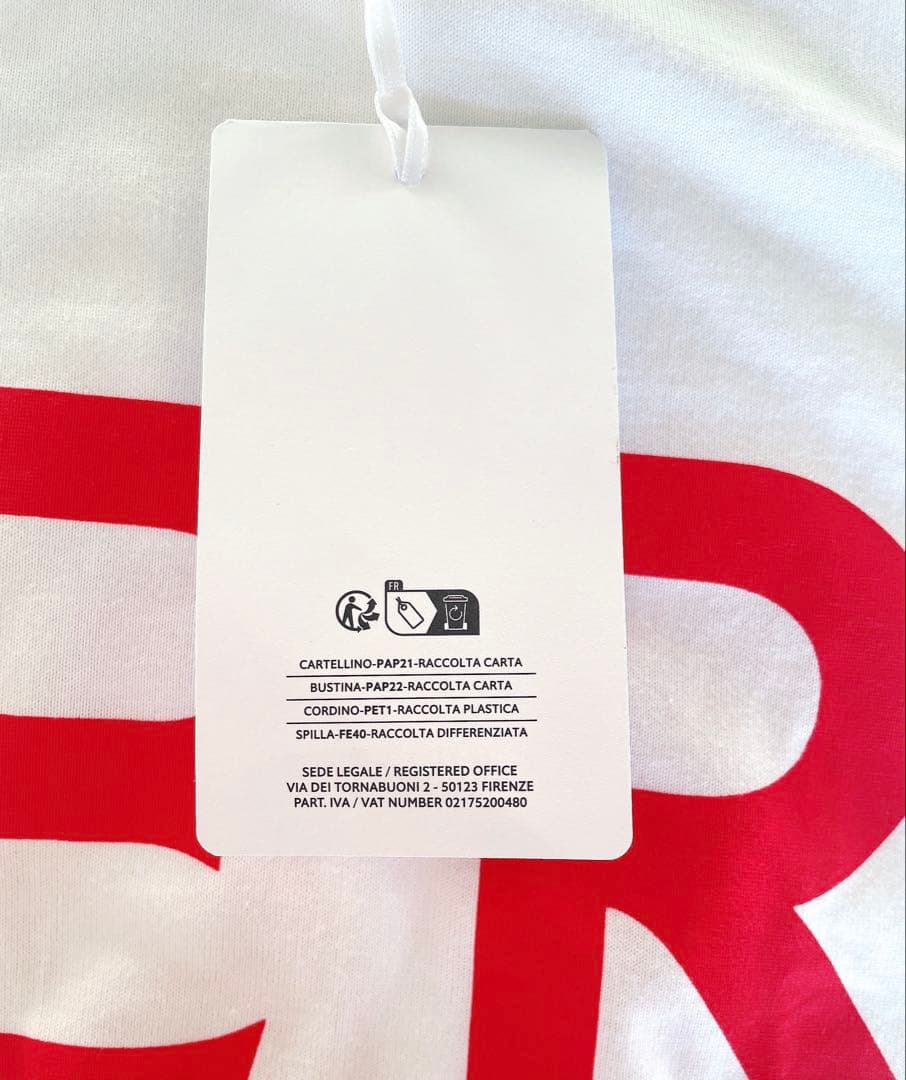 FR
CARTELLINO-PAP21-RACCOLTA CARTA
BUSTINA-PAP22-RACCOLTA CARTA
CORDINO-PET1-RACCOLTA PLASTICA
SPILLA-FE40-RACCOLTA DIFFERENZIATA
SEDE LEGALE / REGISTERED OFFICE
VIA DEI TORNABUONI 2 - 50123 FIRENZE
PART. IVA / VAT NUMBER 02175200480
ER